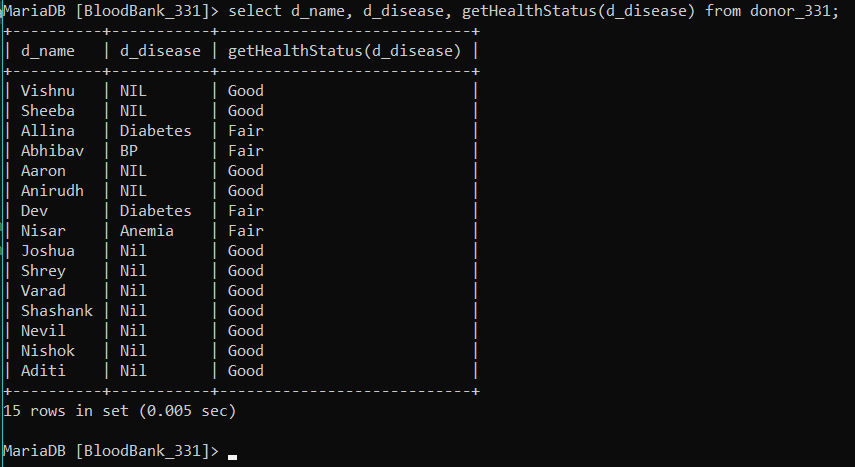 MariaDB [BloodBank_331]> select d_name, d_disease, getHealthStatus(d_disease) from donor_331;
+----------+-----------+----------------------------+
| d_name   | d_disease | getHealthStatus(d_disease) |
+----------+-----------+----------------------------+
| Vishnu   | NIL       | Good                       |
| Sheeba   | NIL       | Good                       |
| Allina   | Diabetes  | Fair                       |
| Abhibav  | BP        | Fair                       |
| Aaron    | NIL       | Good                       |
| Anirudh  | NIL       | Good                       |
| Dev      | Diabetes  | Fair                       |
| Nisar    | Anemia    | Fair                       |
| Joshua   | Nil       | Good                       |
| Shrey    | Nil       | Good                       |
| Varad    | Nil       | Good                       |
| Shashank | Nil       | Good                       |
| Nevil    | Nil       | Good                       |
| Nishok   | Nil       | Good                       |
| Aditi    | Nil       | Good                       |
+----------+-----------+----------------------------+
15 rows in set (0.005 sec)
MariaDB [BloodBank_331]> _